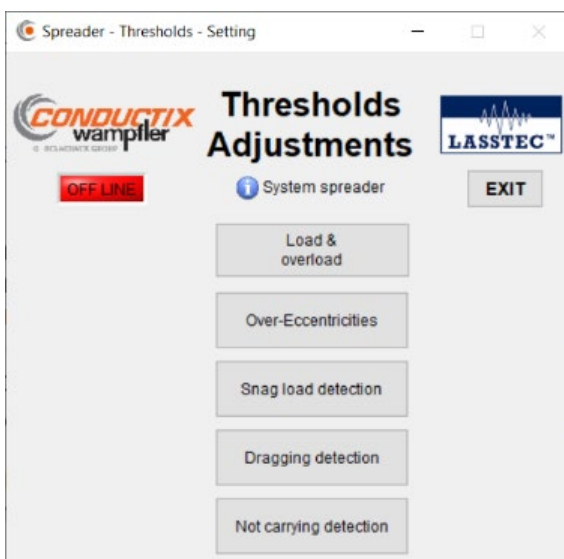 Spreader - Thresholds - Setting
CONDUCTIX
wampfler
Thresholds
Adjustments
LASSTEC™
OFF LINE
System spreader
EXIT
Load &
overload
Over-Eccentricities
Snag load detection
Dragging detection
Not carrying detection